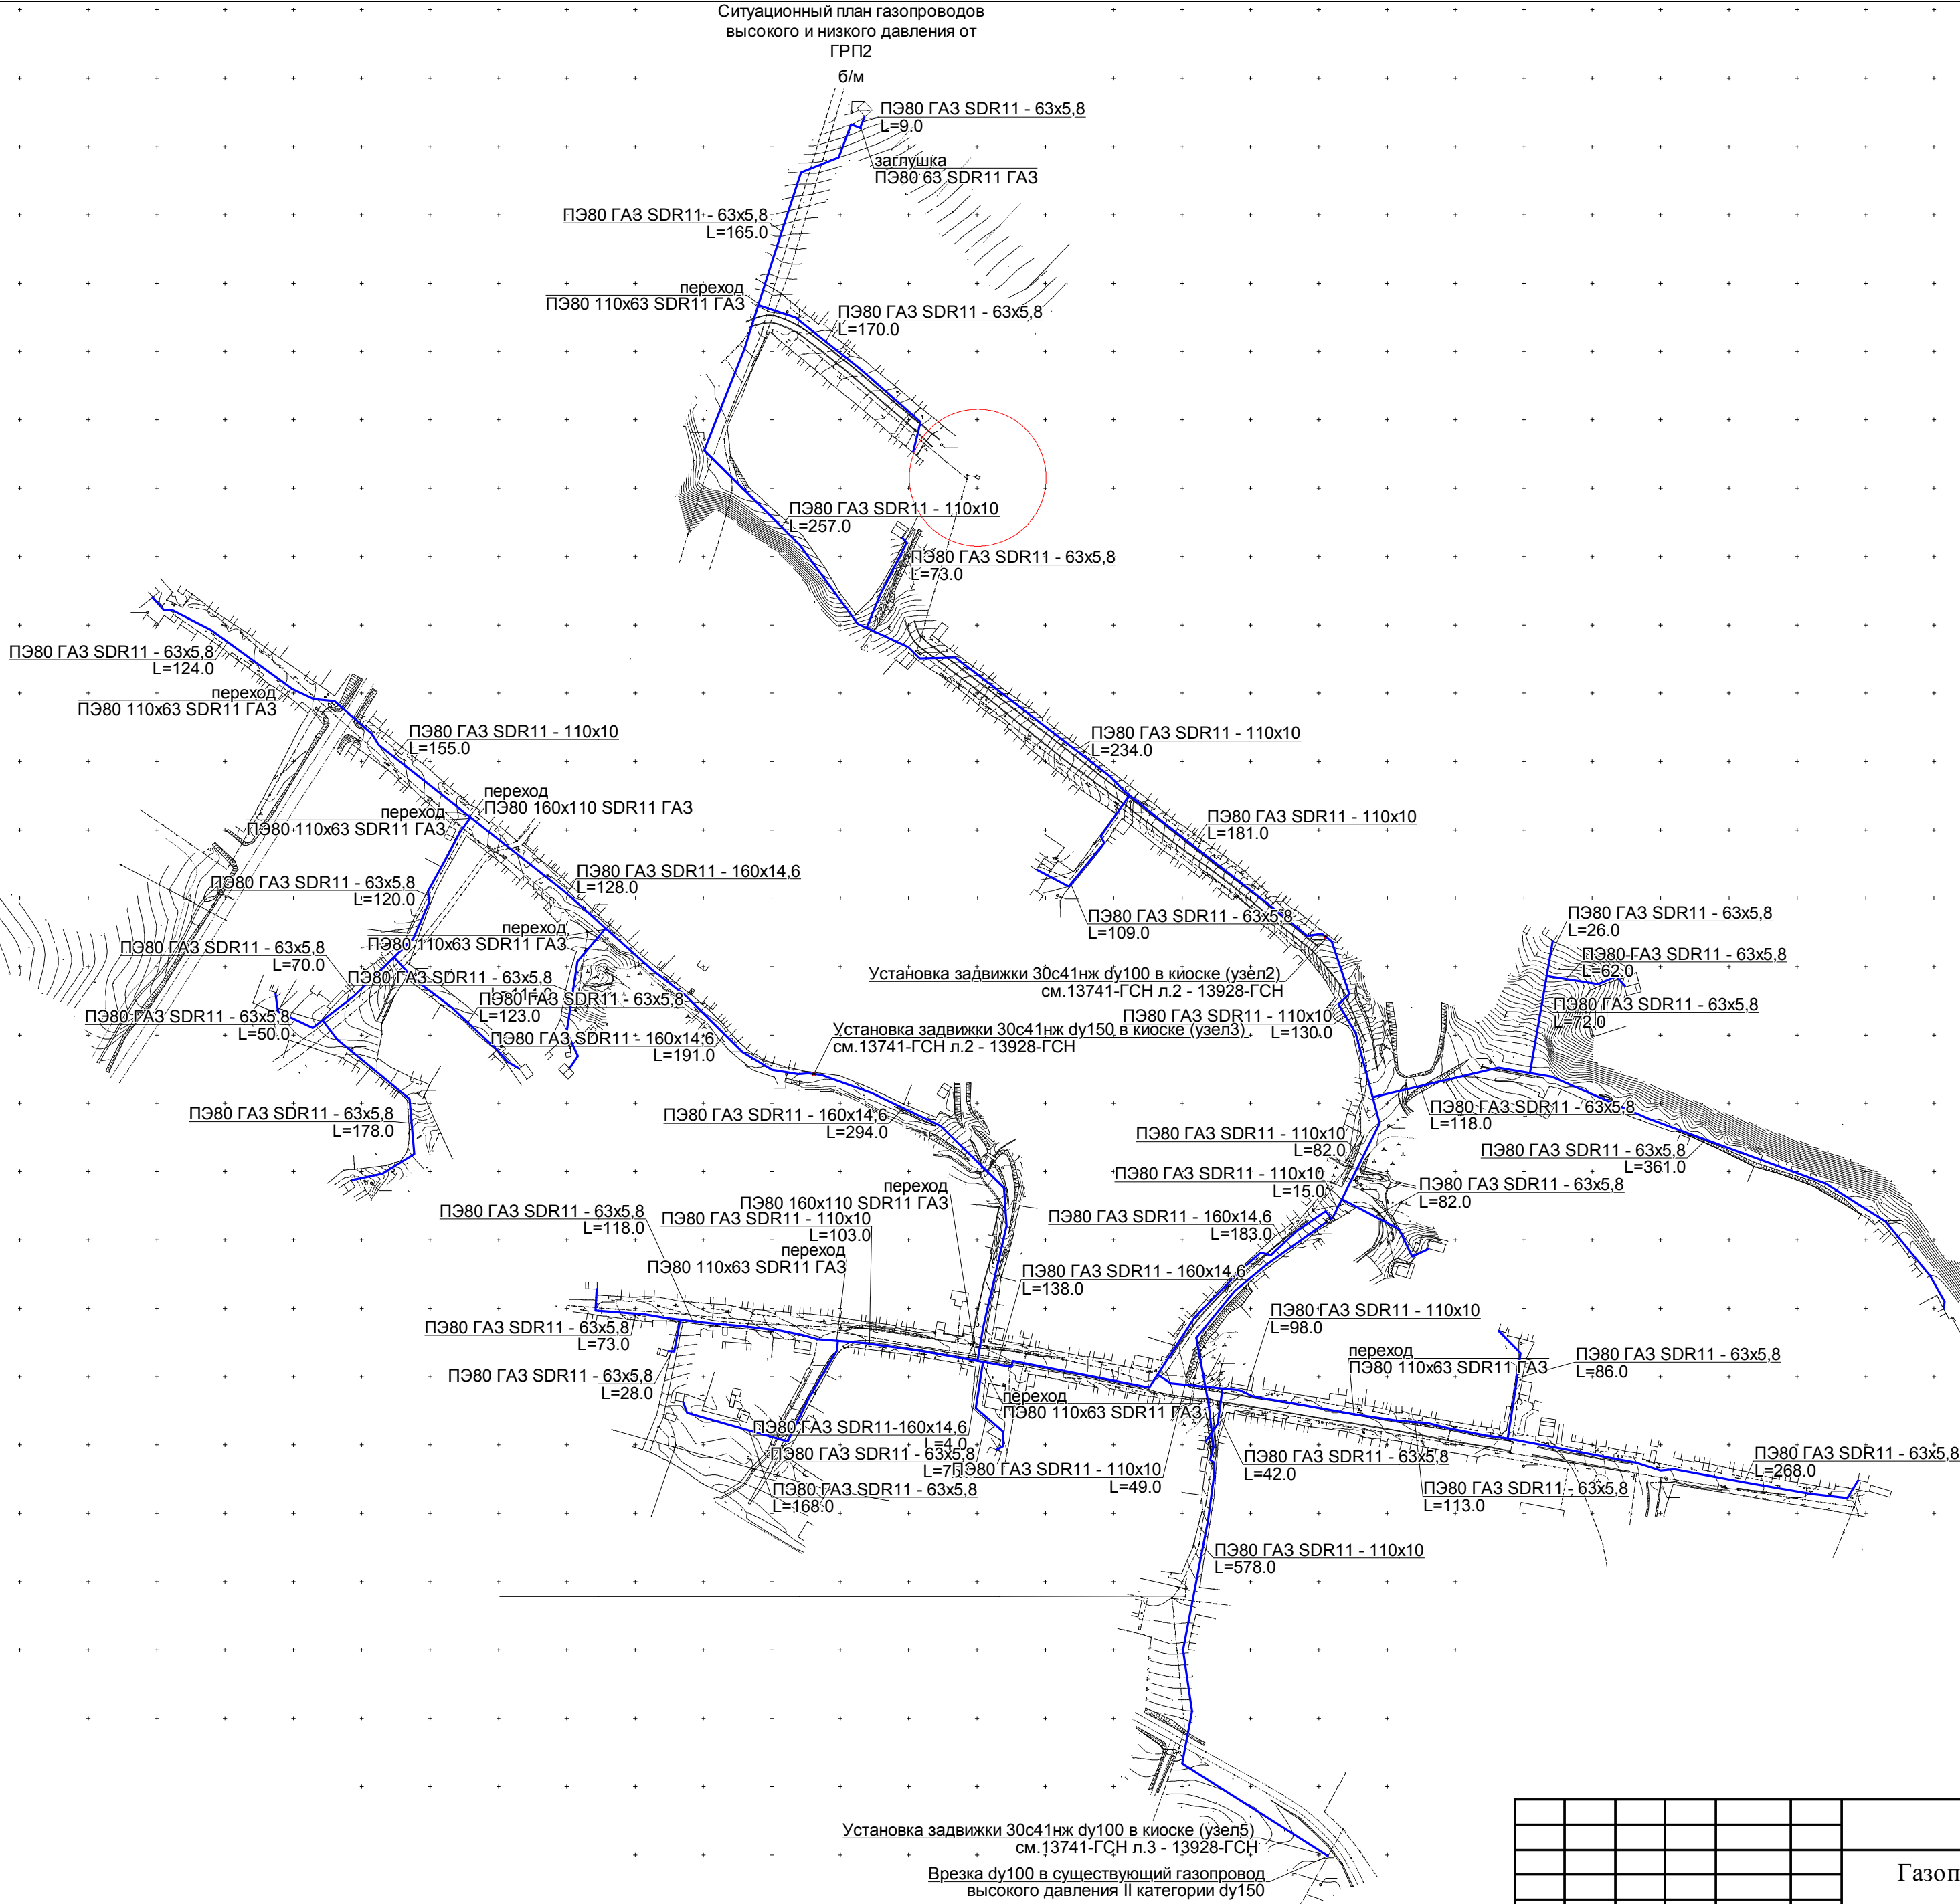 Ситуационный план газопроводов
высокого и низкого давления от
ГРП2
б/м
ПЭ80 ГАЗ SDR11 - 63х5,8
L=9.0
заглушка
ПЭ80 63 SDR11 ГАЗ
ПЭ80 ГАЗ SDR11 - 63х5,8
L=165.0
переход
ПЭ80 110х63 SDR11 ГАЗ
ПЭ80 ГАЗ SDR11 - 63х5,8
L=170.0
ПЭ80 ГАЗ SDR11 - 110х10
L=257.0
ПЭ80 ГАЗ SDR11 - 63х5,8
L=73.0
ПЭ80 ГАЗ SDR11 - 63х5,8
L=124.0
переход
ПЭ80 110х63 SDR11 ГАЗ
ПЭ80 ГАЗ SDR11 - 110х10
L=155.0
ПЭ80 ГАЗ SDR11 - 110х10
L=234.0
переход
ПЭ80 160х110 SDR11 ГАЗ
переход
ПЭ80 110х63 SDR11 ГАЗ
ПЭ80 ГАЗ SDR11 - 110х10
L=181.0
ПЭ80 ГАЗ SDR11 - 160х14,6
L=128.0
ПЭ80 ГАЗ SDR11 - 63х5,8
L=120.0
ПЭ80 ГАЗ SDR11 - 63х5,8
L=109.0
ПЭ80 ГАЗ SDR11 - 63х5,8
L=26.0
переход
ПЭ80 110х63 SDR11 ГАЗ
ПЭ80 ГАЗ SDR11 - 63х5,8
L=70.0
ПЭ80 ГАЗ SDR11 - 63х5,8
L=62.0
ПЭ80 ГАЗ SDR11 - 63х5,8
Установка задвижки 30с41нж dy100 в киоске (узел2)
см.13741-ГСН л.2 - 13928-ГСН
ПЭ80 ГАЗ SDR11 - 63х5,8
L=123.0
ПЭ80 ГАЗ SDR11 - 63х5,8
L=72.0
ПЭ80 ГАЗ SDR11 - 63х5,8
L=50.0
ПЭ80 ГАЗ SDR11 - 110х10
L=130.0
Установка задвижки 30с41нж dy150 в киоске (узел3)
см.13741-ГСН л.2 - 13928-ГСН
ПЭ80 ГАЗ SDR11 - 160х14,6
L=191.0
ПЭ80 ГАЗ SDR11 - 63х5,8
L=178.0
ПЭ80 ГАЗ SDR11 - 160х14,6
L=294.0
ПЭ80 ГАЗ SDR11 - 63х5,8
L=118.0
ПЭ80 ГАЗ SDR11 - 110х10
L=82.0
ПЭ80 ГАЗ SDR11 - 63х5,8
L=361.0
ПЭ80 ГАЗ SDR11 - 110х10
L=15.0
переход
ПЭ80 160х110 SDR11 ГАЗ
ПЭ80 ГАЗ SDR11 - 63х5,8
L=82.0
ПЭ80 ГАЗ SDR11 - 63х5,8
L=118.0
ПЭ80 ГАЗ SDR11 - 110х10
L=103.0
ПЭ80 ГАЗ SDR11 - 160х14,6
L=183.0
переход
ПЭ80 110х63 SDR11 ГАЗ
ПЭ80 ГАЗ SDR11 - 160х14,6
L=138.0
ПЭ80 ГАЗ SDR11 - 110х10
L=98.0
ПЭ80 ГАЗ SDR11 - 63х5,8
L=73.0
переход
ПЭ80 110х63 SDR11 ГАЗ
ПЭ80 ГАЗ SDR11 - 63х5,8
L=86.0
ПЭ80 ГАЗ SDR11 - 63х5,8
L=28.0
переход
ПЭ80 110х63 SDR11 ГАЗ
ПЭ80 ГАЗ SDR11-160х14,6
L=4.0
ПЭ80 ГАЗ SDR11 - 63х5,8
ПЭ80 ГАЗ SDR11 - 110х10
L=49.0
ПЭ80 ГАЗ SDR11 - 63х5,8
L=42.0
ПЭ80 ГАЗ SDR11 - 63х5,8
L=268.0
ПЭ80 ГАЗ SDR11 - 63х5,8
L=168.0
ПЭ80 ГАЗ SDR11 - 63х5,8
L=113.0
ПЭ80 ГАЗ SDR11 - 110х10
L=578.0
Установка задвижки 30с41нж dy100 в киоске (узел5)
см.13741-ГСН л.3 - 13928-ГСН
Врезка dy100 в существующий газопровод
высокого давления II категории dy150
Газоп